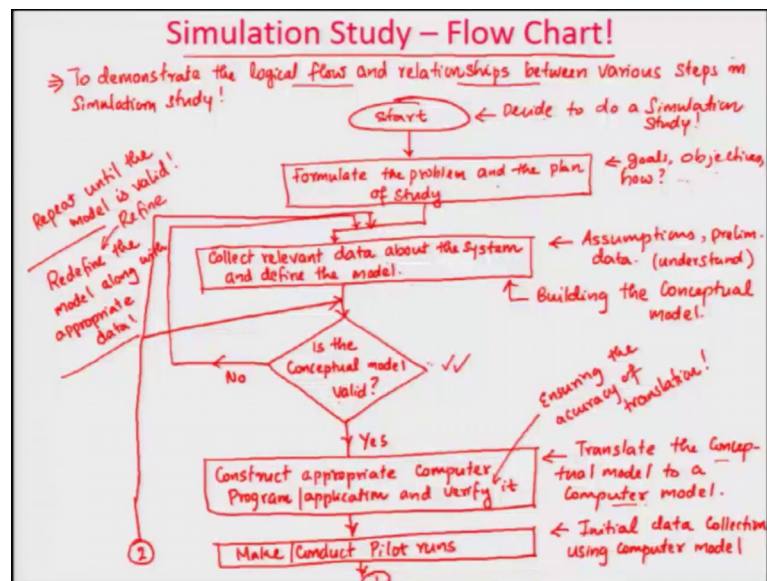 Simulation Study – Flow Chart!
⇒ To demonstrate the logical flow and relationships between various steps in
Simulation study!
Start
← Decide to do a Simulation
Study!
Formulate the problem and the plan
of study
← goals, objectives,
how? ...
Repeat until the
model is valid!
Refine
Redefine the
model along with
appropriate
data!
Collect relevant data about the system
and define the model.
← Assumptions, prelim.
data. (understand)
Building the Conceptual
model.
Is the
Conceptual model
valid?
No
Yes
Ensuring the
accuracy of
translation!
Construct appropriate Computer
Program/application and verify it
← Translate the Concep-
tual model to a
Computer model.
Make/Conduct Pilot runs
← Initial data Collection
using computer model
2
1